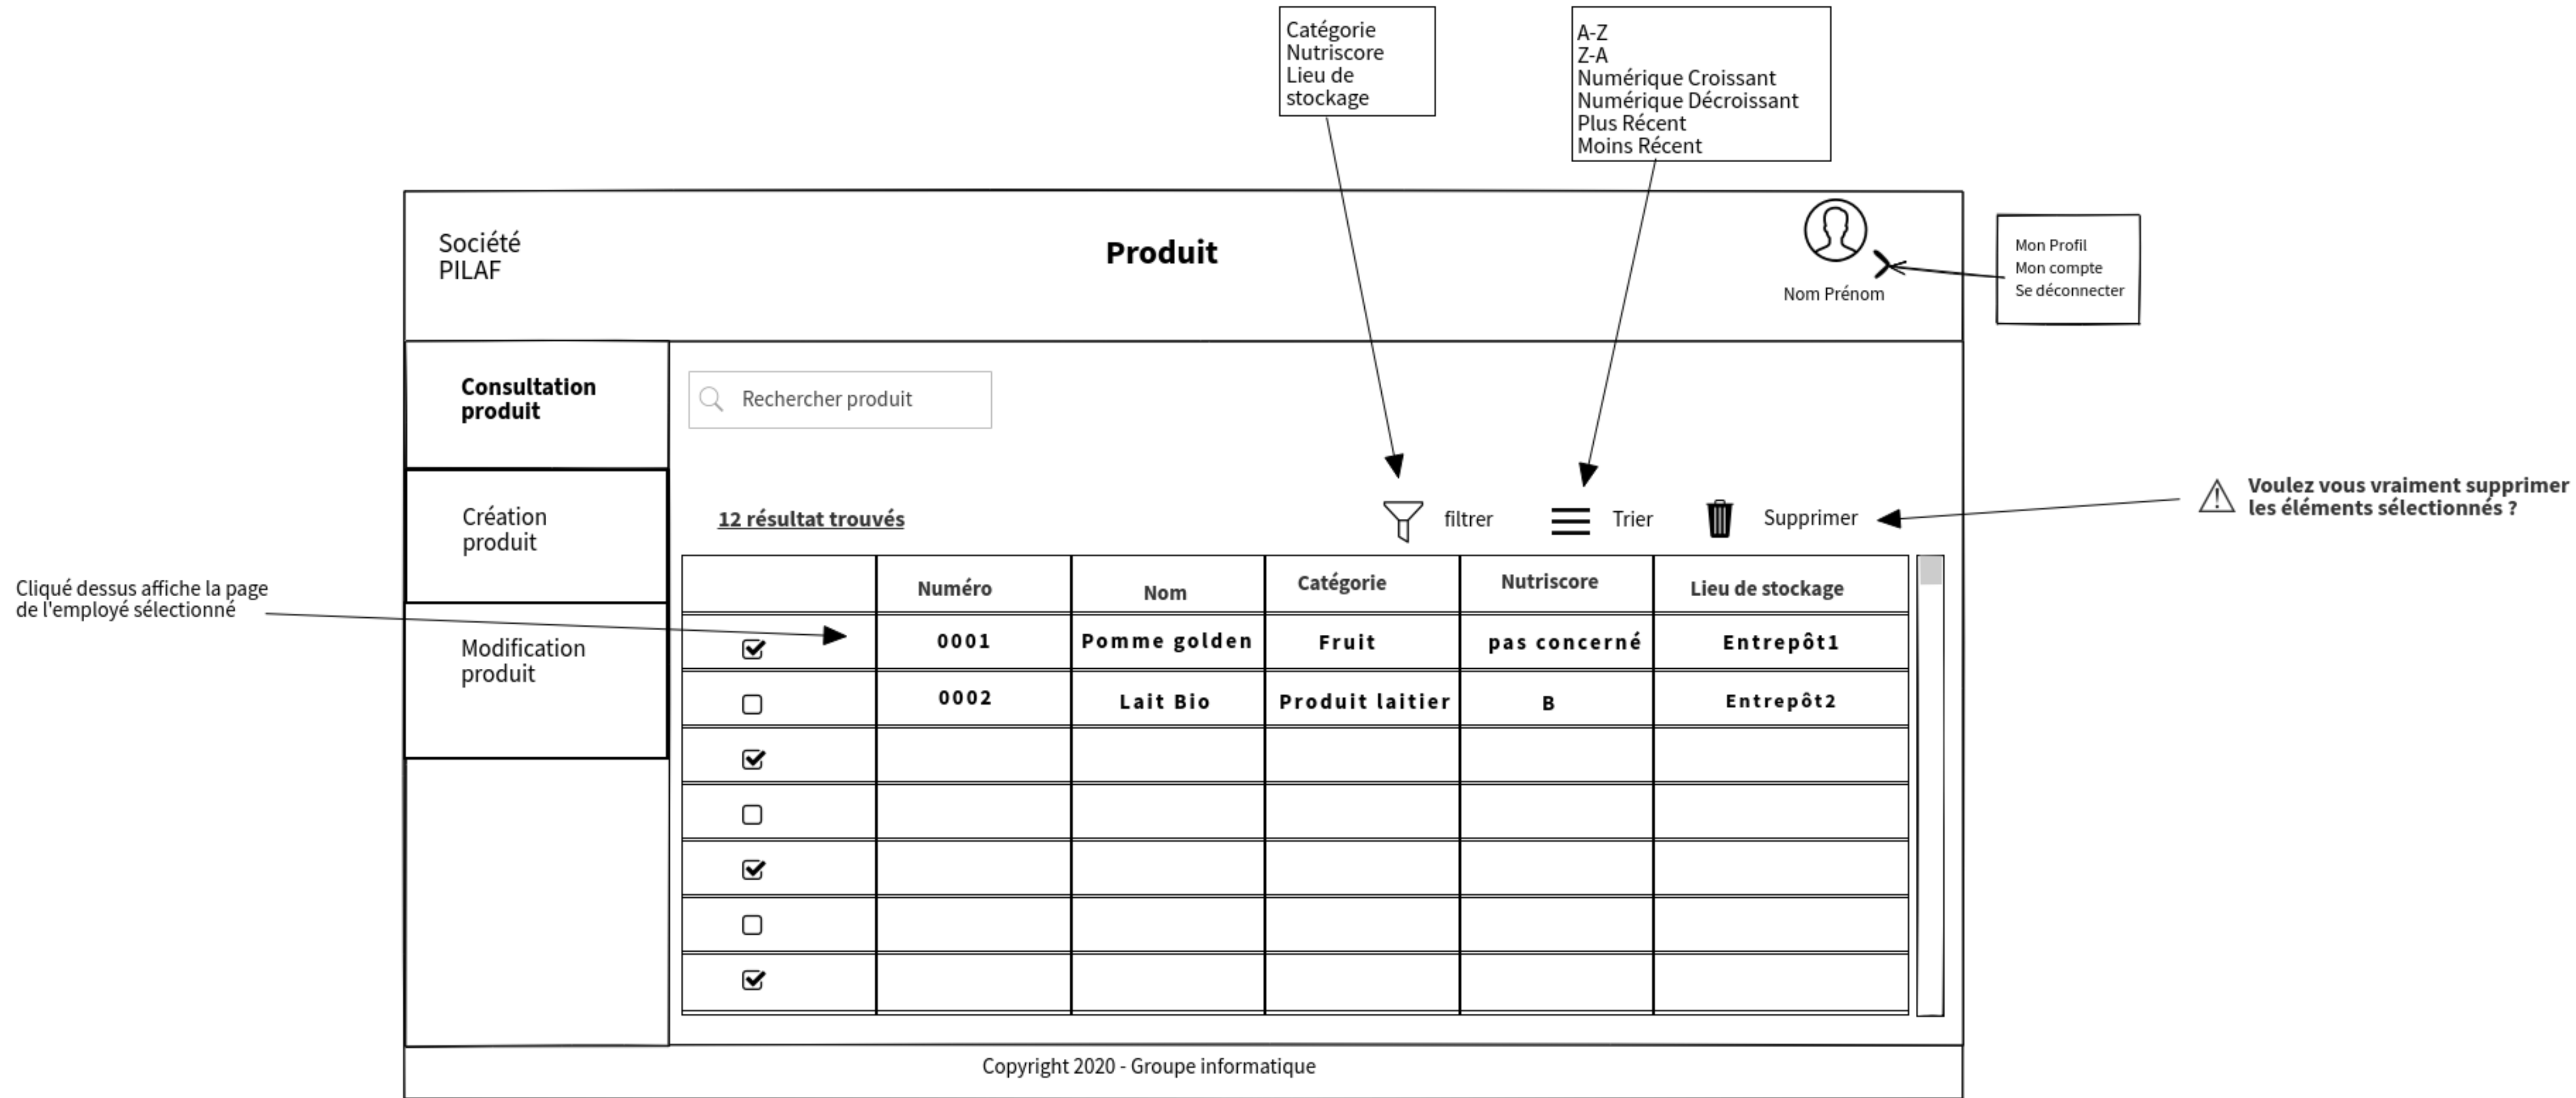 Catégorie
Nutriscore
Lieu de
stockage
A-Z
Z-A
Numérique Croissant
Numérique Décroissant
Plus Récent
Moins Récent
Société
PILAF
Produit
Nom Prénom
Mon Profil
Mon compte
Se déconnecter
Consultation
produit
Création
produit
Modification
produit
Rechercher produit
12 résultat trouvés
filtrer
Trier
Supprimer
Voulez vous vraiment supprimer
les éléments sélectionnés ?
Cliqué dessus affiche la page
de l'employé sélectionné
Numéro Nom Catégorie Nutriscore Lieu de stockage
0001 Pomme golden Fruit pas concerné Entrepôt1
0002 Lait Bio Produit laitier B Entrepôt2
Copyright 2020 - Groupe informatique